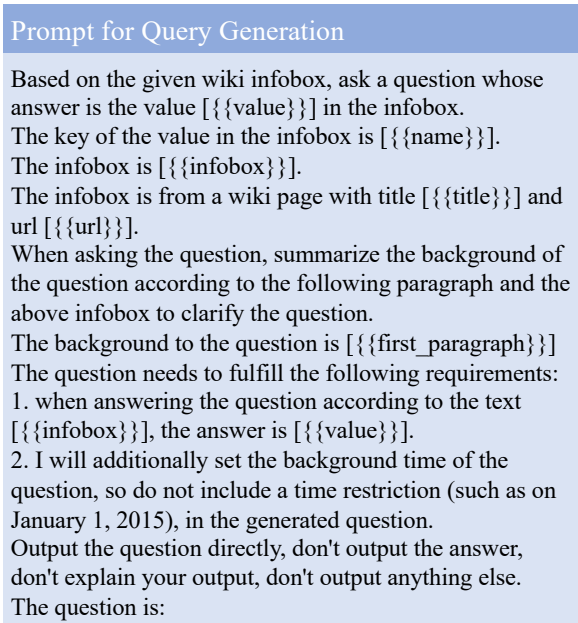 Prompt for Query Generation
Based on the given wiki infobox, ask a question whose
answer is the value [{{value}}] in the infobox.
The key of the value in the infobox is [{{name}}].
The infobox is [{{infobox}}].
The infobox is from a wiki page with title [{{title}}] and
url [{{url}}].
When asking the question, summarize the background of
the question according to the following paragraph and the
above infobox to clarify the question.
The background to the question is [{{first_paragraph}}]
The question needs to fulfill the following requirements:
1. when answering the question according to the text
[{{infobox}}], the answer is [{{value}}].
2. I will additionally set the background time of the
question, so do not include a time restriction (such as on
January 1, 2015), in the generated question.
Output the question directly, don't output the answer,
don't explain your output, don't output anything else.
The question is: